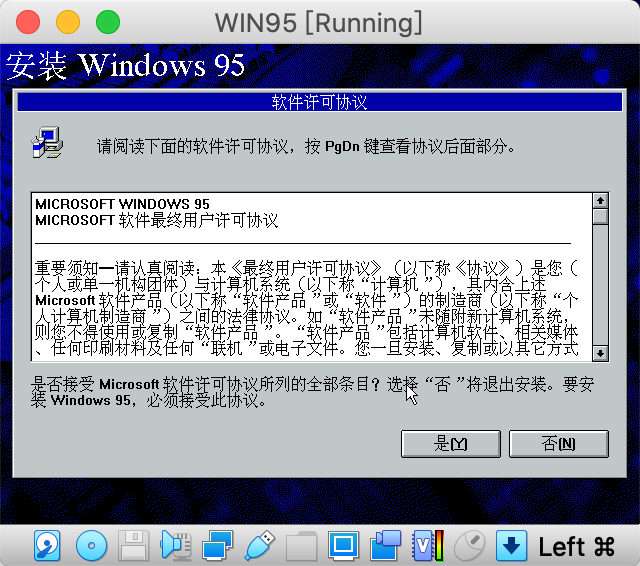 WIN95 [Running]
安装 Windows 95
软件许可协议
请阅读下面的软件许可协议，按 PgDn 键查看协议后面部分。
MICROSOFT WINDOWS 95
MICROSOFT 软件最终用户许可协议
重要须知—请认真阅读：本《最终用户许可协议》（以下称《协议》）是您（
个人或单一机构团体）与计算机系统（以下称“计算机”），其内含上述
Microsoft 软件产品（以下称“软件产品”或“软件”）的制造商（以下称“个
人计算机制造商”）之间的法律协议。如“软件产品”未随附新计算机系统，
则您不得使用或复制“软件产品”。“软件产品”包括计算机软件、相关媒体
、任何印刷材料及任何“联机”或电子文件。您一旦安装、复制或以其它方式
是否接受 Microsoft 软件许可协议所列的全部条目？选择“否”将退出安装。要安
装 Windows 95，必须接受此协议。
是(Y) 否(N)
Left ⌘